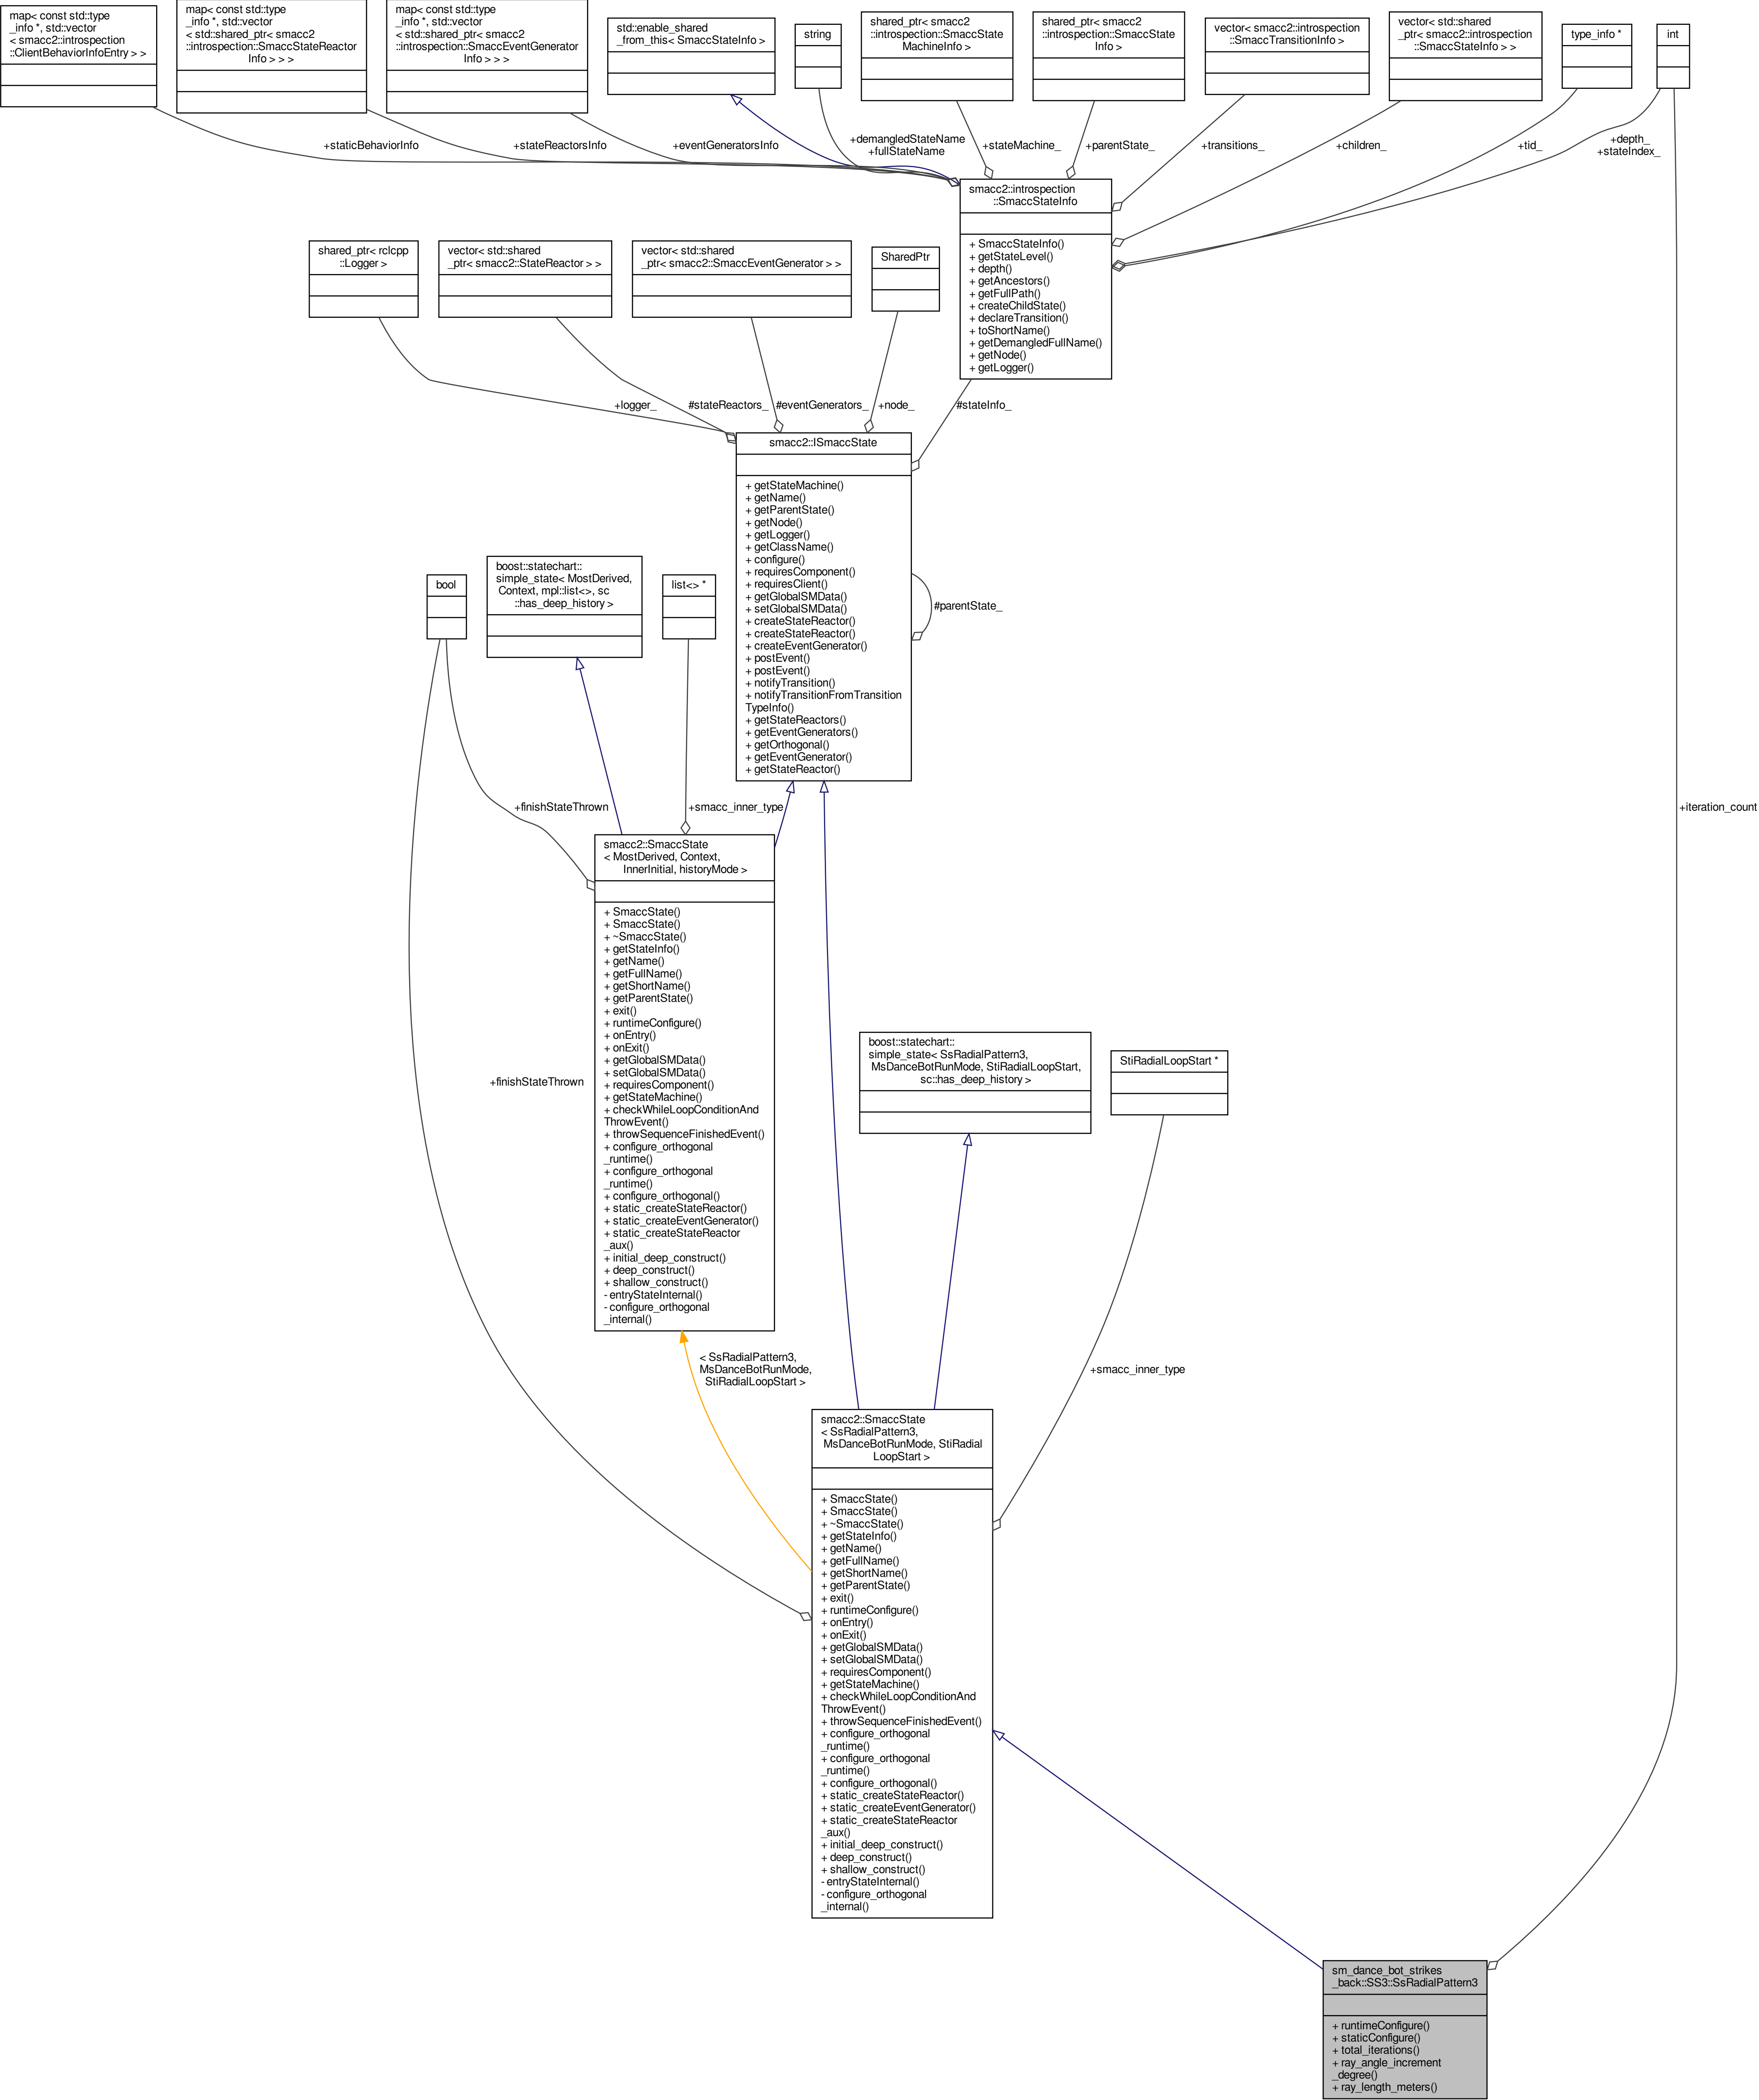 map< const std::type
_info *, std::vector
< smacc2::introspection
::ClientBehaviorInfoEntry > >
map< const std::type
_info *, std::vector
< std::shared_ptr< smacc2
::introspection::SmaccStateReactor
Info > > >
map< const std::type
_info *, std::vector
< std::shared_ptr< smacc2
::introspection::SmaccEventGenerator
Info > > >
std::enable_shared
_from_this< SmaccStateInfo >
string
shared_ptr< smacc2
::introspection::SmaccState
MachineInfo >
shared_ptr< smacc2
::introspection::SmaccState
Info >
vector< smacc2::introspection
::SmaccTransitionInfo >
vector< std::shared
_ptr< smacc2::introspection
::SmaccStateInfo > >
type_info *
int
+staticBehaviorInfo
+stateReactorsInfo
+eventGeneratorsInfo
+demangledStateName
+fullStateName
+stateMachine_
+parentState_
+transitions_
+children_
+tid_
+depth_
+stateIndex_
smacc2::introspection
::SmaccStateInfo
+ SmaccStateInfo()
+ getStateLevel()
+ depth()
+ getAncestors()
+ getFullPath()
+ createChildState()
+ declareTransition()
+ toShortName()
+ getDemangledFullName()
+ getNode()
+ getLogger()
shared_ptr< rclcpp
::Logger >
vector< std::shared
_ptr< smacc2::StateReactor > >
vector< std::shared
_ptr< smacc2::SmaccEventGenerator > >
SharedPtr
+logger_
#stateReactors_
#eventGenerators_
+node_
#stateInfo_
smacc2::ISmaccState
+ getStateMachine()
+ getName()
+ getParentState()
+ getNode()
+ getLogger()
+ getClassName()
+ configure()
+ requiresComponent()
+ requiresClient()
+ getGlobalSMData()
+ setGlobalSMData()
+ createStateReactor()
+ createStateReactor()
+ createEventGenerator()
+ postEvent()
+ postEvent()
+ notifyTransition()
+ notifyTransitionFromTransition
TypeInfo()
+ getStateReactors()
+ getEventGenerators()
+ getOrthogonal()
+ getEventGenerator()
+ getStateReactor()
#parentState_
bool
boost::statechart::
simple_state< MostDerived,
Context, mpl::list<>, sc
::has_deep_history >
list<> *
+finishStateThrown
+smacc_inner_type
+iteration_count
smacc2::SmaccState
< MostDerived, Context,
InnerInitial, historyMode >
+ SmaccState()
+ SmaccState()
+ ~SmaccState()
+ getStateInfo()
+ getName()
+ getFullName()
+ getShortName()
+ getParentState()
+ exit()
+ runtimeConfigure()
+ onEntry()
+ onExit()
+ getGlobalSMData()
+ setGlobalSMData()
+ requiresComponent()
+ getStateMachine()
+ checkWhileLoopConditionAnd
ThrowEvent()
+ throwSequenceFinishedEvent()
+ configure_orthogonal
_runtime()
+ configure_orthogonal
_runtime()
+ configure_orthogonal()
+ static_createStateReactor()
+ static_createEventGenerator()
+ static_createStateReactor
_aux()
+ initial_deep_construct()
+ deep_construct()
+ shallow_construct()
- entryStateInternal()
- configure_orthogonal
_internal()
+finishStateThrown
boost::statechart::
simple_state< SsRadialPattern3,
MsDanceBotRunMode, StiRadialLoopStart,
sc::has_deep_history >
StiRadialLoopStart *
< SsRadialPattern3,
MsDanceBotRunMode,
StiRadialLoopStart >
+smacc_inner_type
smacc2::SmaccState
< SsRadialPattern3,
MsDanceBotRunMode, StiRadial
LoopStart >
+ SmaccState()
+ SmaccState()
+ ~SmaccState()
+ getStateInfo()
+ getName()
+ getFullName()
+ getShortName()
+ getParentState()
+ exit()
+ runtimeConfigure()
+ onEntry()
+ onExit()
+ getGlobalSMData()
+ setGlobalSMData()
+ requiresComponent()
+ getStateMachine()
+ checkWhileLoopConditionAnd
ThrowEvent()
+ throwSequenceFinishedEvent()
+ configure_orthogonal
_runtime()
+ configure_orthogonal
_runtime()
+ configure_orthogonal()
+ static_createStateReactor()
+ static_createEventGenerator()
+ static_createStateReactor
_aux()
+ initial_deep_construct()
+ deep_construct()
+ shallow_construct()
- entryStateInternal()
- configure_orthogonal
_internal()
sm_dance_bot_strikes
_back::SS3::SsRadialPattern3
+ runtimeConfigure()
+ staticConfigure()
+ total_iterations()
+ ray_angle_increment
_degree()
+ ray_length_meters()